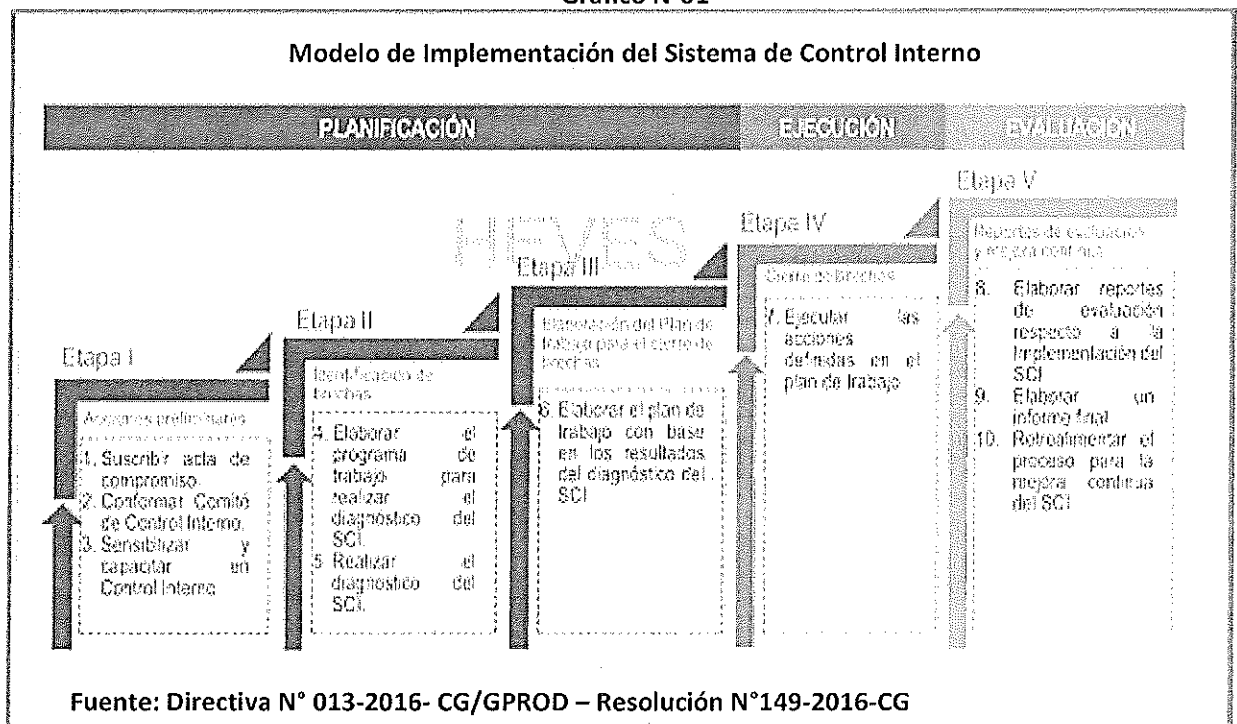 Gráfico N°01
Modelo de Implementación del Sistema de Control Interno
PLANIFICACIÓN
EJECUCIÓN
EVALUACIÓN
HEVES
Etapa I
Acciones preliminares
1. Suscribir acta de
compromiso.
2. Conformar Comité
de Control Interno.
3. Sensibilizar y
capacitar en
Control Interno
Etapa II
Identificación de
brechas
4. Elaborar el
programa de
trabajo para
realizar el
diagnóstico del
SCI.
5 Realizar el
diagnóstico del
SCI.
Etapa III
Elaboración del Plan de
trabajo para el cierre de
brechas
6. Elaborar el plan de
trabajo con base
en los resultados
del diagnóstico del
SCI
Etapa IV
Cierre de brechas
7. Ejecutar las
acciones
definidas en el
plan de trabajo
Etapa V
Reportes de evaluación
y mejora continua
8. Elaborar reportes
de evaluación
respecto a la
Implementación del
SCI
9. Elaborar un
informe final
10. Retroalimentar el
proceso para la
mejora continua
del SCI
Fuente: Directiva N° 013-2016- CG/GPROD – Resolución N°149-2016-CG